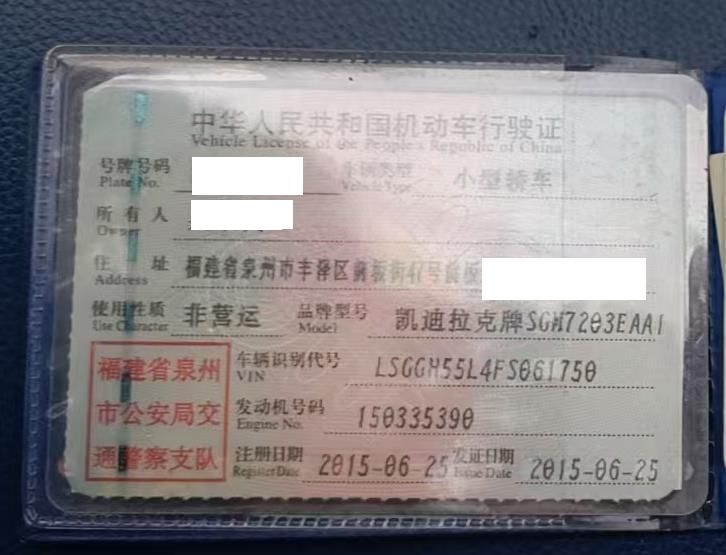 中华人民共和国机动车行驶证
Vehicle License of the People's Republic of China
号牌号码 车辆类型 小型轿车
Plate No. Vehicle Type
所有人
Owner
住址 福建省泉州市丰泽区 街47号
Address
使用性质 非营运 品牌型号 凯迪拉克牌SGM7203EAA1
Use Character Model
福建省泉州 车辆识别代号 LSGGH55L4FS061750
VIN
市公安局交 发动机号码 150335390
Engine No.
通警察支队 注册日期 2015-06-25 发证日期 2015-06-25
Register Date Issue Date